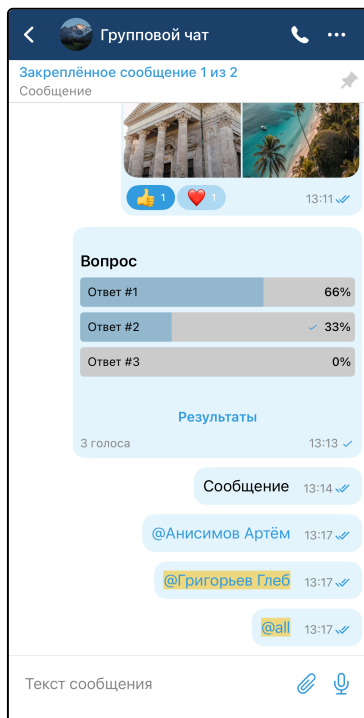 Групповой чат
Закреплённое сообщение 1 из 2
Сообщение
1 1 13:11
Вопрос
Ответ #1 66%
Ответ #2 33%
Ответ #3 0%
Результаты
3 голоса 13:13
Сообщение 13:14
@Анисимов Артём 13:17
@Григорьев Глеб 13:17
@all 13:17
Текст сообщения